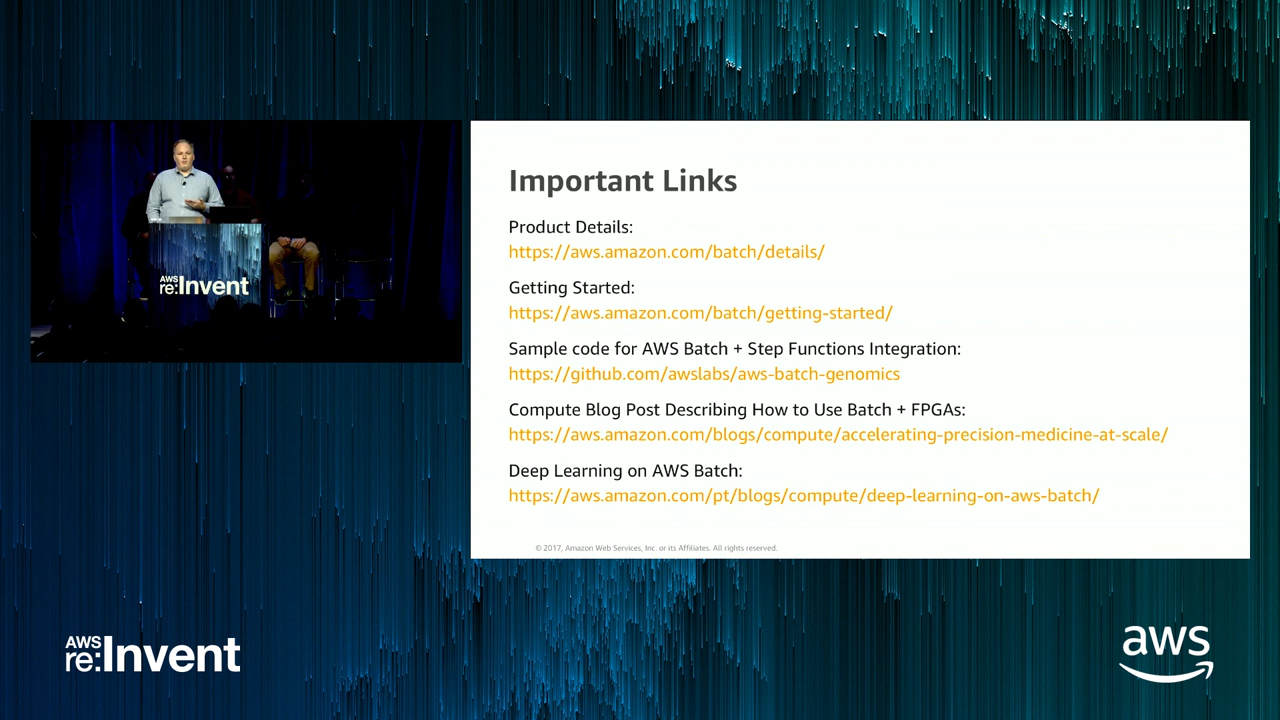 Important Links
Product Details:
https://aws.amazon.com/batch/details/
Getting Started:
https://aws.amazon.com/batch/getting-started/
Sample code for AWS Batch + Step Functions Integration:
https://github.com/awslabs/aws-batch-genomics
Compute Blog Post Describing How to Use Batch + FPGAs:
https://aws.amazon.com/blogs/compute/accelerating-precision-medicine-at-scale/
Deep Learning on AWS Batch:
https://aws.amazon.com/pt/blogs/compute/deep-learning-on-aws-batch/
© 2017, Amazon Web Services, Inc. or its Affiliates. All rights reserved.
AWS
re:Invent
AWS
re:Invent
aws